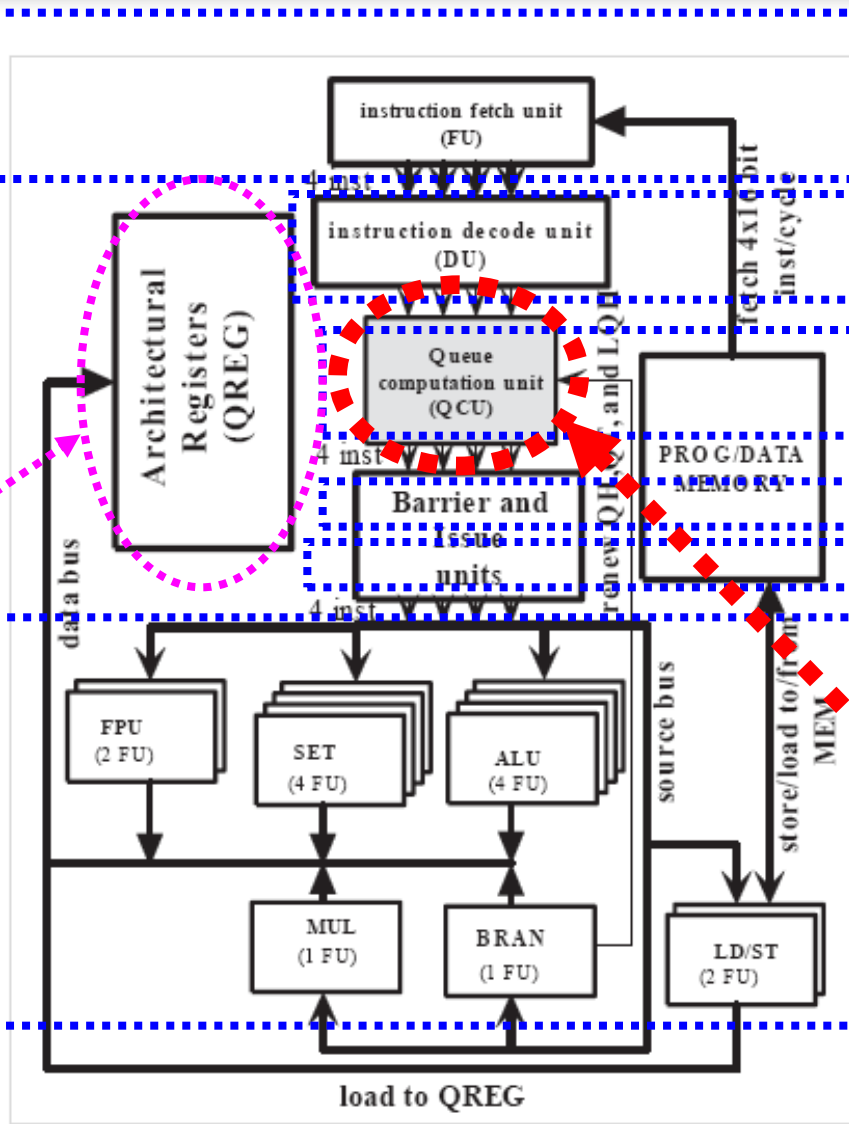 instruction fetch unit
(FU)
4 inst
instruction decode unit
(DU)
fetch 4x16 bit
inst/cycle
Architectural
Registers
(QREG)
Queue
computation unit
(QCU)
renew QH, QT, and LQH
4 inst
PROG/DATA
MEMORY
Barrier and
Issue
units
4 inst
data bus
FPU
(2 FU)
SET
(4 FU)
ALU
(4 FU)
source bus
store/load to/from
MEM
MUL
(1 FU)
BRAN
(1 FU)
LD/ST
(2 FU)
load to QREG